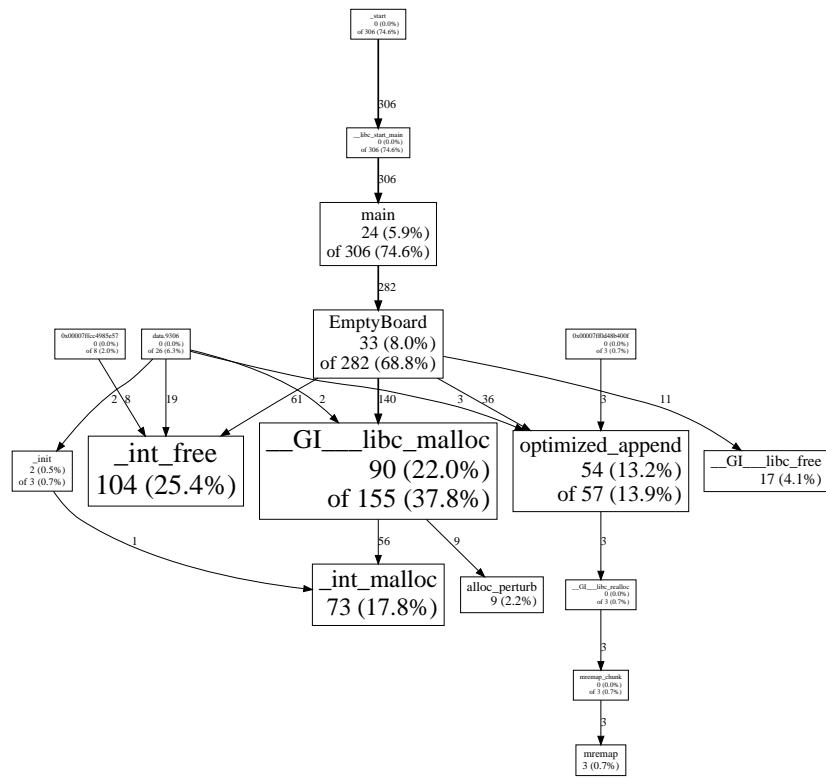 _start
0 (0.0%)
of 306 (74.6%)
306
__libc_start_main
0 (0.0%)
of 306 (74.6%)
306
main
24 (5.9%)
of 306 (74.6%)
282
EmptyBoard
33 (8.0%)
of 282 (68.8%)
0x00007ffcc4985e57
0 (0.0%)
of 8 (2.0%)
data.9306
0 (0.0%)
of 26 (6.3%)
0x00007ff0d48b400f
0 (0.0%)
of 3 (0.7%)
2
8
19
61
2
140
3
36
3
11
_init
2 (0.5%)
of 3 (0.7%)
_int_free
104 (25.4%)
__GI___libc_malloc
90 (22.0%)
of 155 (37.8%)
optimized_append
54 (13.2%)
of 57 (13.9%)
__GI___libc_free
17 (4.1%)
1
56
9
3
_int_malloc
73 (17.8%)
alloc_perturb
9 (2.2%)
__GI___libc_realloc
0 (0.0%)
of 3 (0.7%)
3
mremap_chunk
0 (0.0%)
of 3 (0.7%)
3
mremap
3 (0.7%)